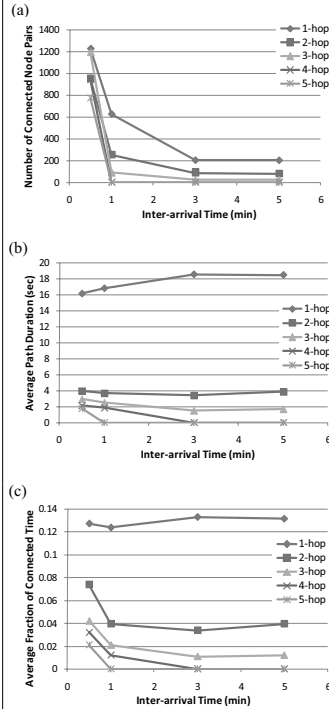 (a)
Number of Connected Node Pairs
1400
1200
1000
800
600
400
200
0
0 2 4 6
Inter-arrival Time (min)
1-hop
2-hop
3-hop
4-hop
5-hop
(b)
Average Path Duration (sec)
20
18
16
14
12
10
8
6
4
2
0
0 1 2 3 4 5 6
Inter-arrival Time (min)
1-hop
2-hop
3-hop
4-hop
5-hop
(c)
Average Fraction of Connected Time
0.14
0.12
0.1
0.08
0.06
0.04
0.02
0
0 1 2 3 4 5 6
Inter-arrival Time (min)
1-hop
2-hop
3-hop
4-hop
5-hop